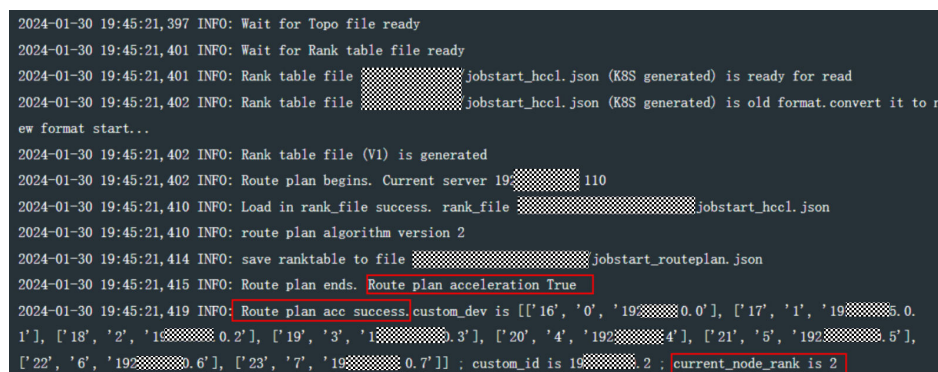 2024-01-30 19:45:21,397 INFO: Wait for Topo file ready
2024-01-30 19:45:21,401 INFO: Wait for Rank table file ready
2024-01-30 19:45:21,401 INFO: Rank table file /jobstart_hccl.json (K8S generated) is ready for read
2024-01-30 19:45:21,402 INFO: Rank table file /jobstart_hccl.json (K8S generated) is old format.convert it to n
ew format start...
2024-01-30 19:45:21,402 INFO: Rank table file (V1) is generated
2024-01-30 19:45:21,402 INFO: Route plan begins. Current server 19 110
2024-01-30 19:45:21,410 INFO: Load in rank_file success. rank_file jobstart_hccl.json
2024-01-30 19:45:21,410 INFO: route plan algorithm version 2
2024-01-30 19:45:21,414 INFO: save ranktable to file /jobstart_routeplan.json
2024-01-30 19:45:21,415 INFO: Route plan ends. Route plan acceleration True
2024-01-30 19:45:21,419 INFO: Route plan acc success.custom_dev is [['16', '0', '192 0.0'], ['17', '1', '19 5.0.
1'], ['18', '2', '19 0.2'], ['19', '3', '1 0.3'], ['20', '4', '192 4'], ['21', '5', '192 .5'],
['22', '6', '192 0.6'], ['23', '7', '19 0.7']] ; custom_id is 19 .2 ; current_node_rank is 2